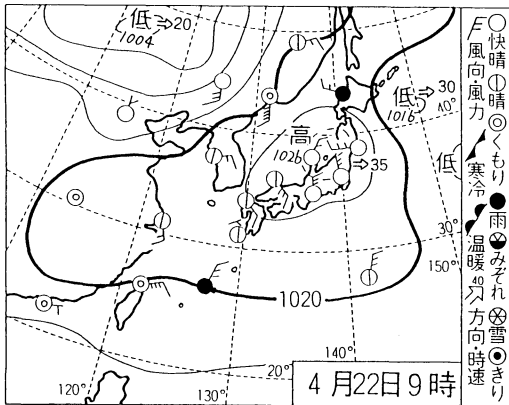 低⇒20
1004
低⇒30
1016
40°
高
1026
⇒35
低
30°
150°
1020
140°
20°
130°
120°
4月22日9時
○快晴 ⦶晴 ◎くもり ●雨 みぞれ 雪 きり
風向・風力 寒冷 温暖 40 方向・時速